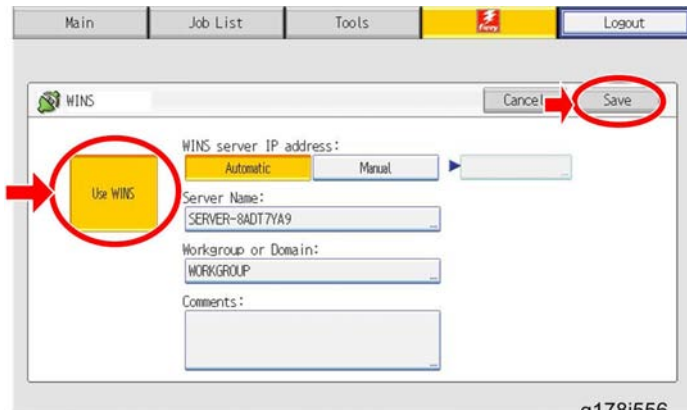 Main Job List Tools Fiery Logout
WINS Cancel Save
WINS server IP address:
Automatic Manual
Use WINS
Server Name:
SERVER-8ADT7YA9
Workgroup or Domain:
WORKGROUP
Comments:
g178i556